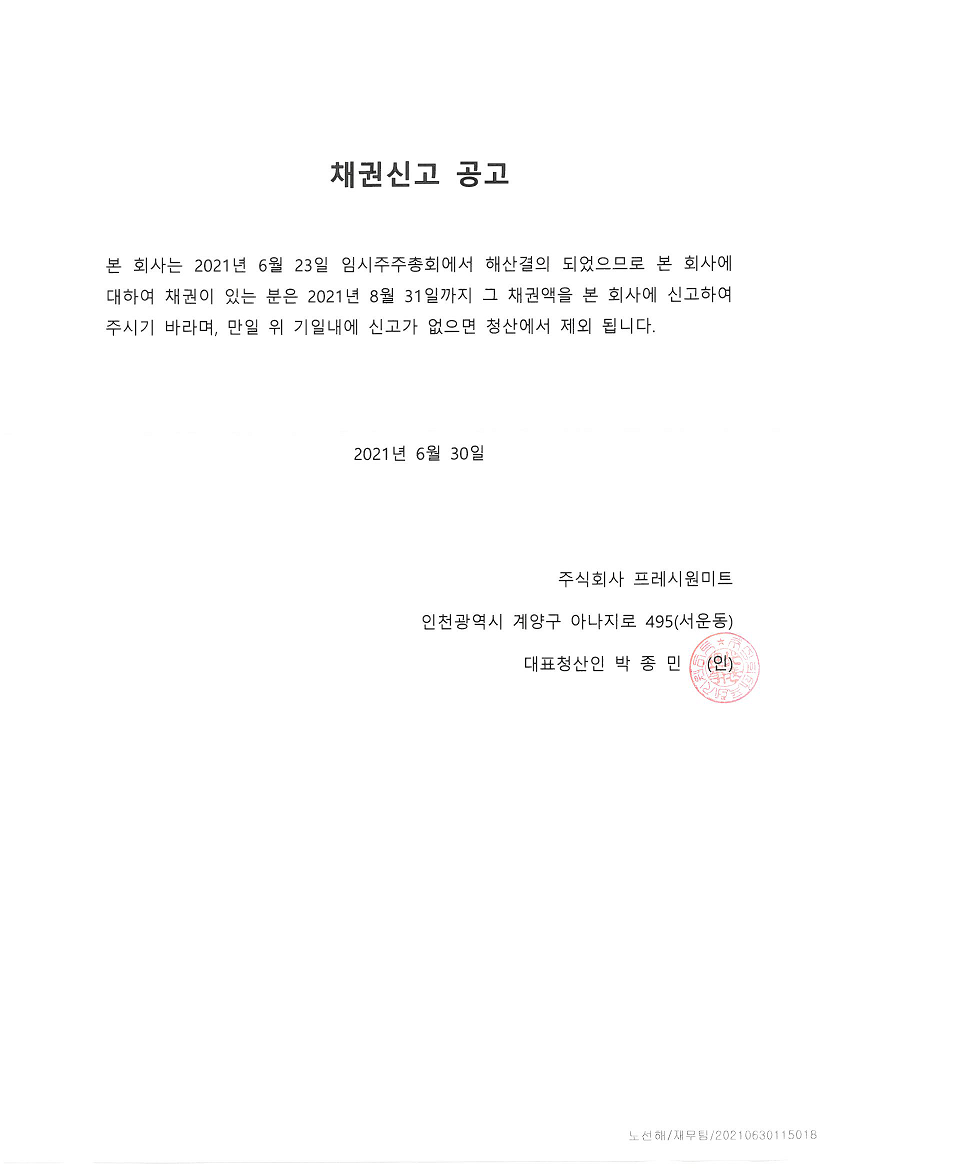 채권신고 공고
본 회사는 2021년 6월 23일 임시주주총회에서 해산결의 되었으므로 본 회사에
대하여 채권이 있는 분은 2021년 8월 31일까지 그 채권액을 본 회사에 신고하여
주시기 바라며, 만일 위 기일내에 신고가 없으면 청산에서 제외 됩니다.
2021년 6월 30일
주식회사 프레시원미트
인천광역시 계양구 아나지로 495(서운동)
대표청산인 박 종 민 (인)
노선해/재무팀/20210630115018